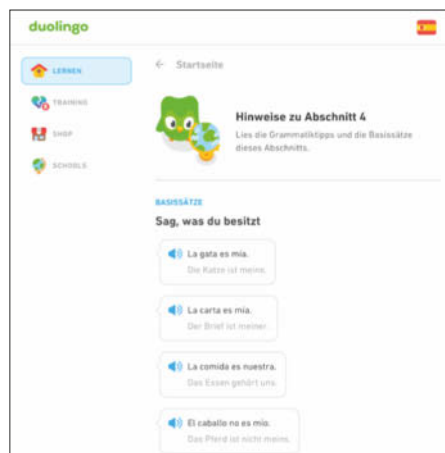 duolingo
LERNEN
TRAINING
SHOP
SCHOOLS
← Startseite
Hinweise zu Abschnitt 4
Lies die Grammatiktipps und die Basissätze
dieses Abschnitts.
BASISSÄTZE
Sag, was du besitzt
La gata es mía.
Die Katze ist meine.
La carta es mía.
Der Brief ist meiner.
La comida es nuestra.
Das Essen gehört uns.
El caballo no es mío.
Das Pferd ist nicht meins.